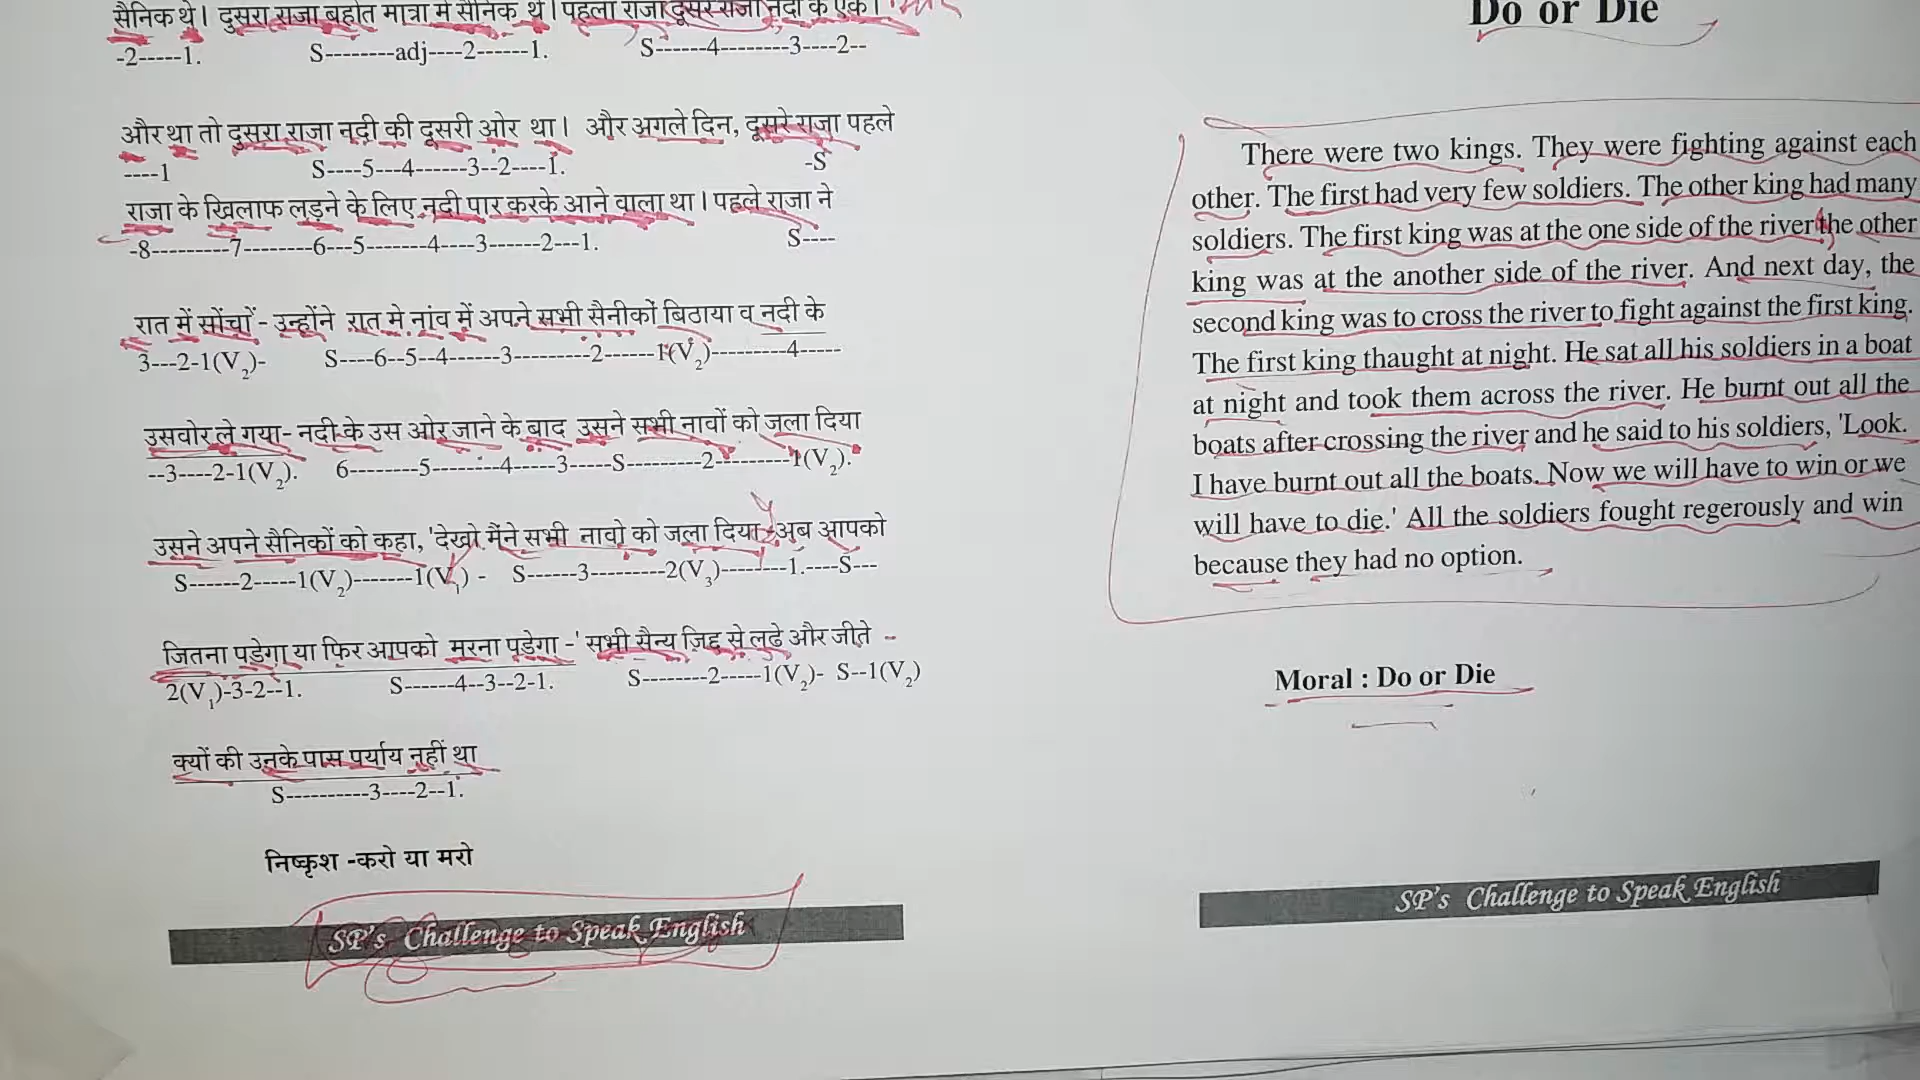 सैनिक थे। दुसरा राजा बहोत मात्रा में सैनिक थे। पहला राजा दूसरे राजा नदी के एक।
-2-----1. S--------adj----2------1. S------4--------3----2--
और था तो दुसरा राजा नदी की दूसरी ओर था। और अगले दिन, दूसरे राजा पहले
----1 S----5---4------3--2----1. -S
राजा के खिलाफ लड़ने के लिए नदी पार करके आने वाला था। पहले राजा ने
-8---------7--------6---5-------4----3------2---1. S----
रात में सोंचाँ - उन्होंने रात मे नांव में अपने सभी सैनीकों बिठाया व नदी के
3---2-1(V2)- S----6--5--4------3---------2------1(V2)---------4-----
उसवोर ले गया- नदी के उस ओर जाने के बाद उसने सभी नावों को जला दिया
--3----2-1(V2). 6--------5--------4-----3-----S---------2---------1(V2).
उसने अपने सैनिकों को कहा, 'देखो मैंने सभी नावो को जला दिया, अब आपको
S------2-----1(V2)-------1(V1) - S------3---------2(V3)--------1.----S---
जितना पडेगा या फिर आपको मरना पडेगा -' सभी सैन्य ज़िद्द से लढे और जीते -
2(V1)-3-2--1. S------4--3--2-1. S--------2-----1(V2)- S--1(V2)
क्यों की उनके पास पर्याय नहीं था
S----------3----2--1.
निष्कृश -करो या मरो
SP's Challenge to Speak English
Do or Die
There were two kings. They were fighting against each
other. The first had very few soldiers. The other king had many
soldiers. The first king was at the one side of the river the other
king was at the another side of the river. And next day, the
second king was to cross the river to fight against the first king.
The first king thaught at night. He sat all his soldiers in a boat
at night and took them across the river. He burnt out all the
boats after crossing the river and he said to his soldiers, 'Look.
I have burnt out all the boats. Now we will have to win or we
will have to die.' All the soldiers fought regerously and win
because they had no option.
Moral : Do or Die
SP's Challenge to Speak English